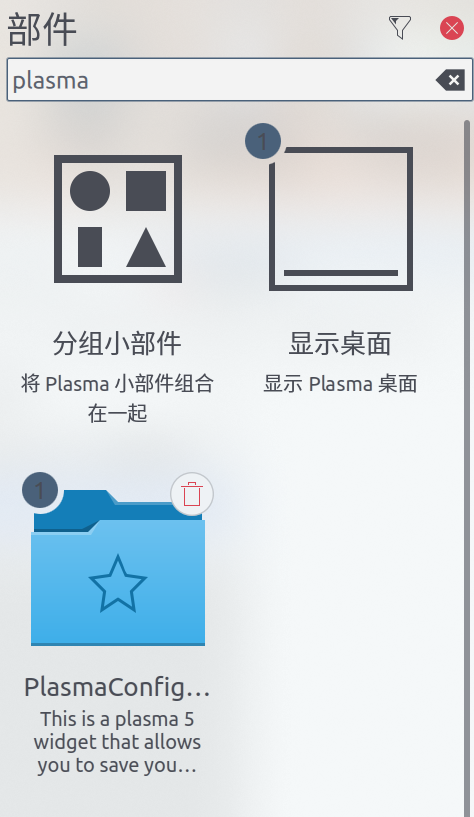 部件
plasma
1
分组小部件
显示桌面
将 Plasma 小部件组合
在一起
显示 Plasma 桌面
1
PlasmaConfig...
This is a plasma 5
widget that allows
you to save you...